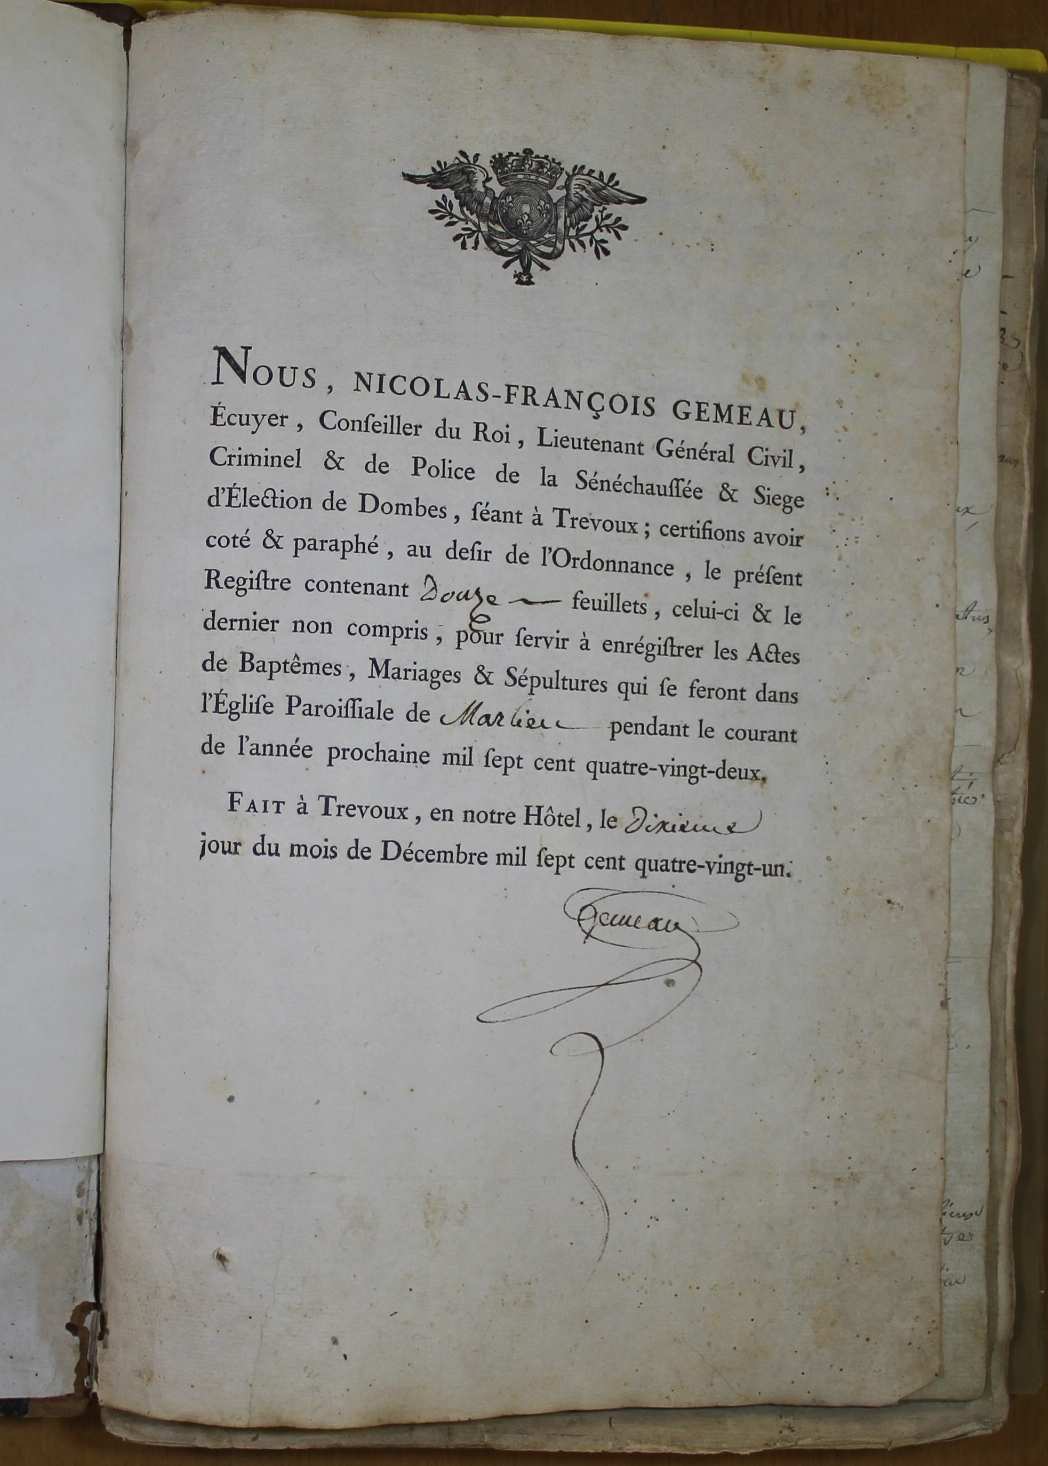 NOUS, NICOLAS-FRANÇOIS GEMEAU,
Écuyer, Conſeiller du Roi, Lieutenant Général Civil,
Criminel & de Police de la Sénéchauſſée & Siege
d'Élection de Dombes, ſéant à Trevoux; certifions avoir
coté & paraphé, au deſir de l'Ordonnance, le préſent
Regiſtre contenant Douze feuillets, celui-ci & le
dernier non compris, pour ſervir à enrégiſtrer les Actes
de Baptêmes, Mariages & Sépultures qui ſe feront dans
l'Égliſe Paroiſſiale de Marlieu pendant le courant
de l'année prochaine mil ſept cent quatre-vingt-deux.
FAIT à Trevoux, en notre Hôtel, le Dixieme
jour du mois de Décembre mil ſept cent quatre-vingt-un.
Gemeau